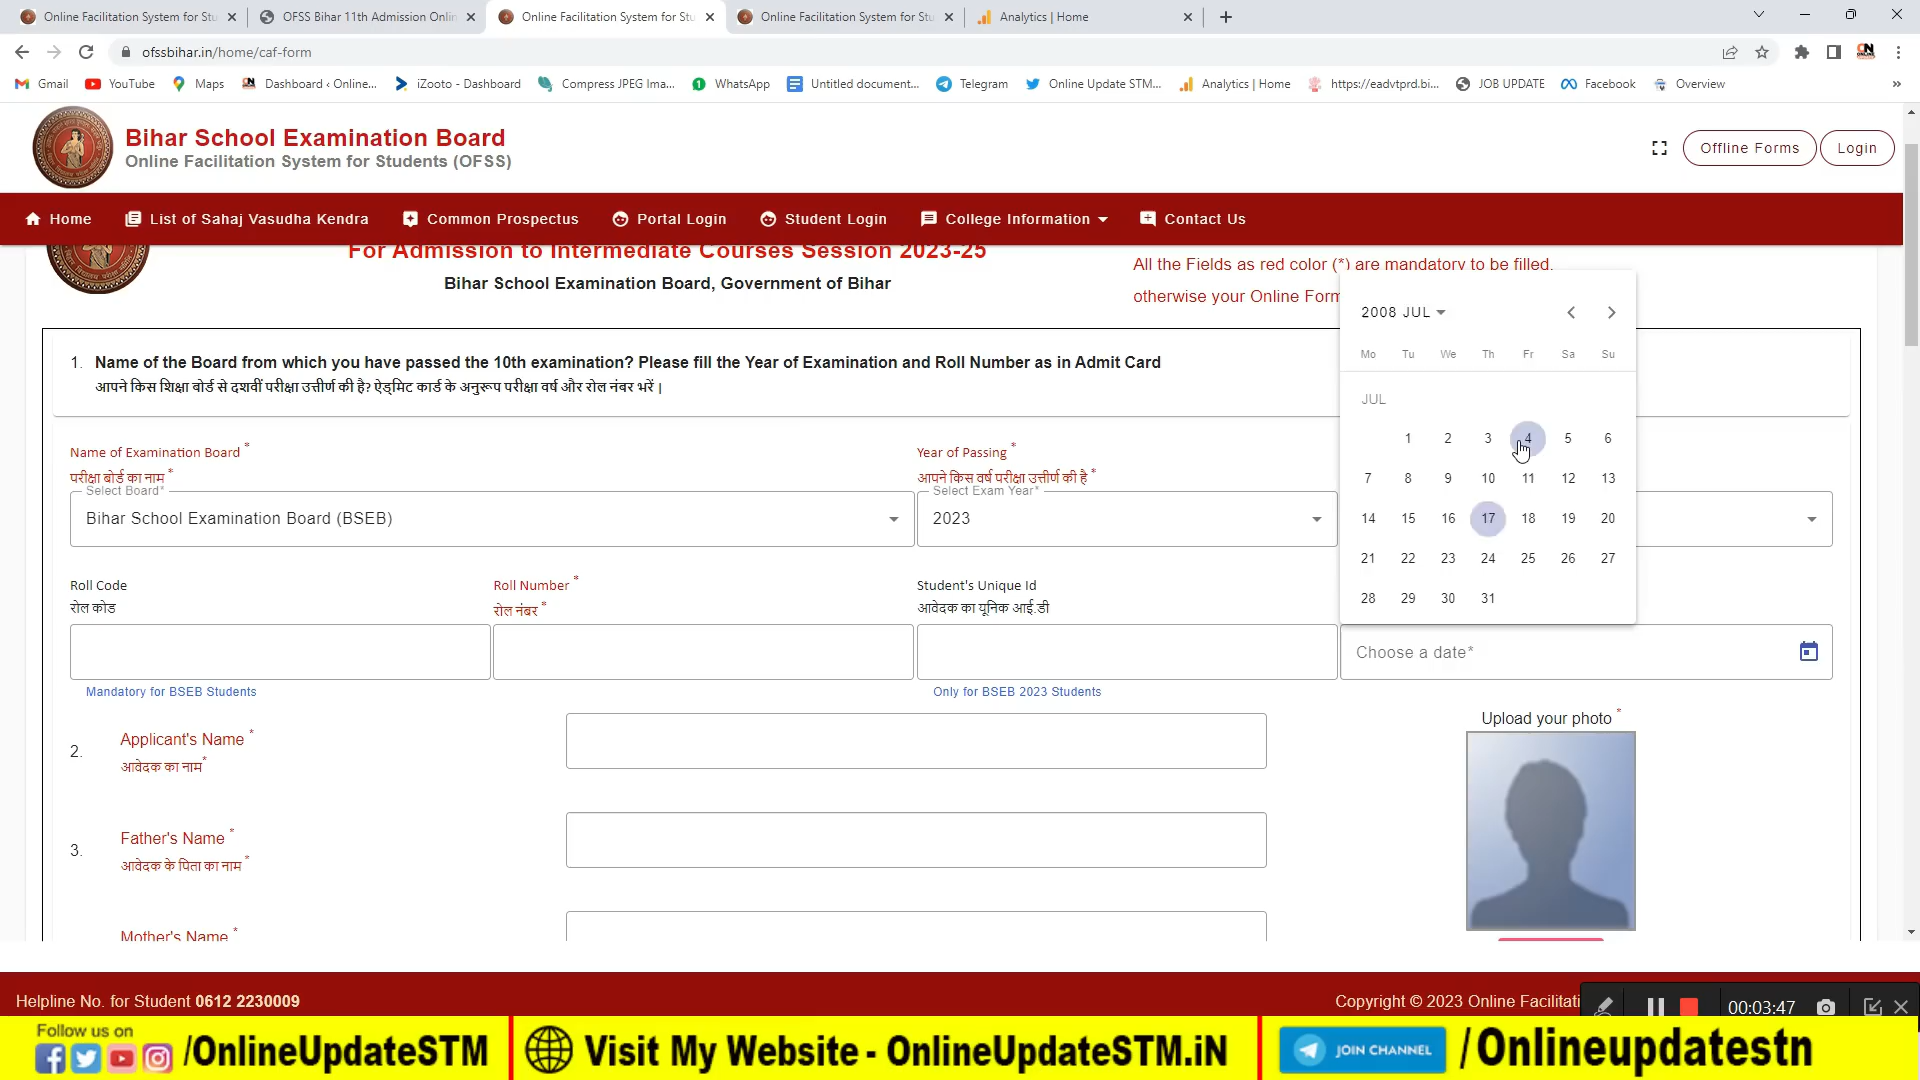 Online Facilitation System for Stu
OFSS Bihar 11th Admission Onlin
Online Facilitation System for Stu
Online Facilitation System for Stu
Analytics | Home
ofssbihar.in/home/caf-form
Gmail
YouTube
Maps
Dashboard ‹ Online...
iZooto - Dashboard
Compress JPEG Ima...
WhatsApp
Untitled document...
Telegram
Online Update STM...
Analytics | Home
https://eadvtprd.bi...
JOB UPDATE
Facebook
Overview
»
Bihar School Examination Board
Online Facilitation System for Students (OFSS)
Offline Forms
Login
Home
List of Sahaj Vasudha Kendra
Common Prospectus
Portal Login
Student Login
College Information
Contact Us
For Admission to Intermediate Courses Session 2023-25
Bihar School Examination Board, Government of Bihar
All the Fields as red color (*) are mandatory to be filled.
otherwise your Online Form
2008 JUL
Mo Tu We Th Fr Sa Su
JUL
1 2 3 4 5 6
7 8 9 10 11 12 13
14 15 16 17 18 19 20
21 22 23 24 25 26 27
28 29 30 31
1. Name of the Board from which you have passed the 10th examination? Please fill the Year of Examination and Roll Number as in Admit Card
आपने किस शिक्षा बोर्ड से दशवीं परीक्षा उत्तीर्ण की है? ऐड्मिट कार्ड के अनुरूप परीक्षा वर्ष और रोल नंबर भरें |
Name of Examination Board *
परीक्षा बोर्ड का नाम *
Select Board*
Bihar School Examination Board (BSEB)
Year of Passing *
आपने किस वर्ष परीक्षा उत्तीर्ण की है *
Select Exam Year*
2023
Roll Code
रोल कोड
Mandatory for BSEB Students
Roll Number *
रोल नंबर *
Student's Unique Id
आवेदक का यूनिक आई.डी
Only for BSEB 2023 Students
Choose a date*
2. Applicant's Name *
आवेदक का नाम *
3. Father's Name *
आवेदक के पिता का नाम *
Mother's Name *
Upload your photo *
Helpline No. for Student 0612 2230009
Copyright © 2023 Online Facilitati
00:03:47
Follow us on
/OnlineUpdateSTM
Visit My Website - OnlineUpdateSTM.iN
JOIN CHANNEL
/Onlineupdatestn